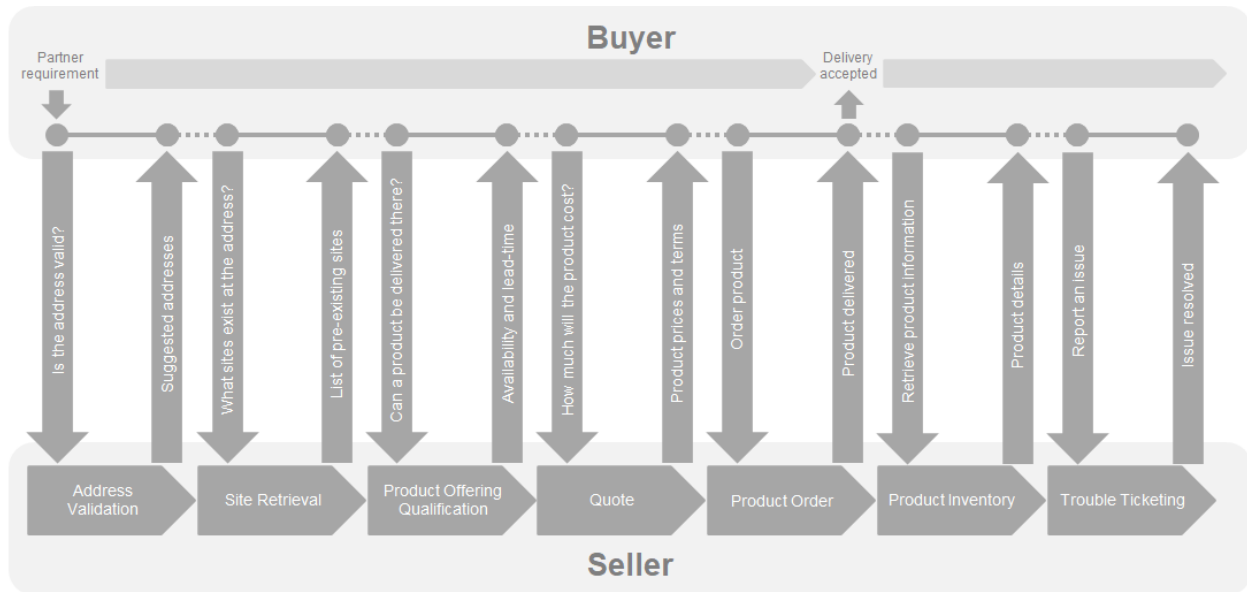 Buyer
Partner
requirement
Delivery
accepted
Is the address valid?
Suggested addresses
What sites exist at the address?
List of pre-existing sites
Can a product be delivered there?
Availability and lead-time
How much will the product cost?
Product prices and terms
Order product
Product delivered
Retrieve product information
Product details
Report an issue
Issue resolved
Address
Validation
Site Retrieval
Product Offering
Qualification
Quote
Product Order
Product Inventory
Trouble Ticketing
Seller